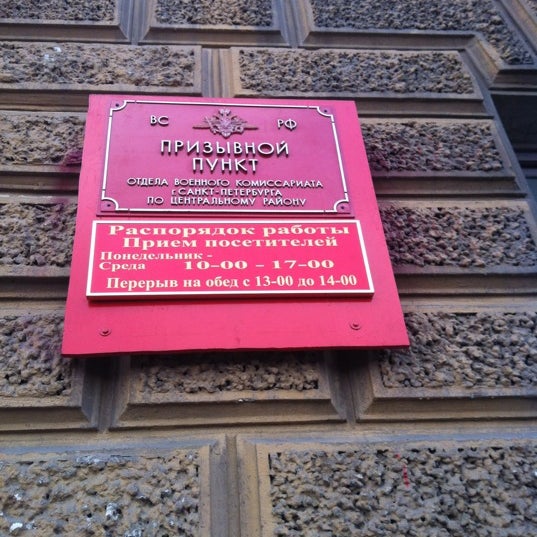 ВС РФ
ПРИЗЫВНОЙ
ПУНКТ
ОТДЕЛА ВОЕННОГО КОМИССАРИАТА
г.САНКТ-ПЕТЕРБУРГА
ПО ЦЕНТРАЛЬНОМУ РАЙОНУ
Распорядок работы
Прием посетителей
Понедельник -
Среда 10-00 - 17-00
Перерыв на обед с 13-00 до 14-00